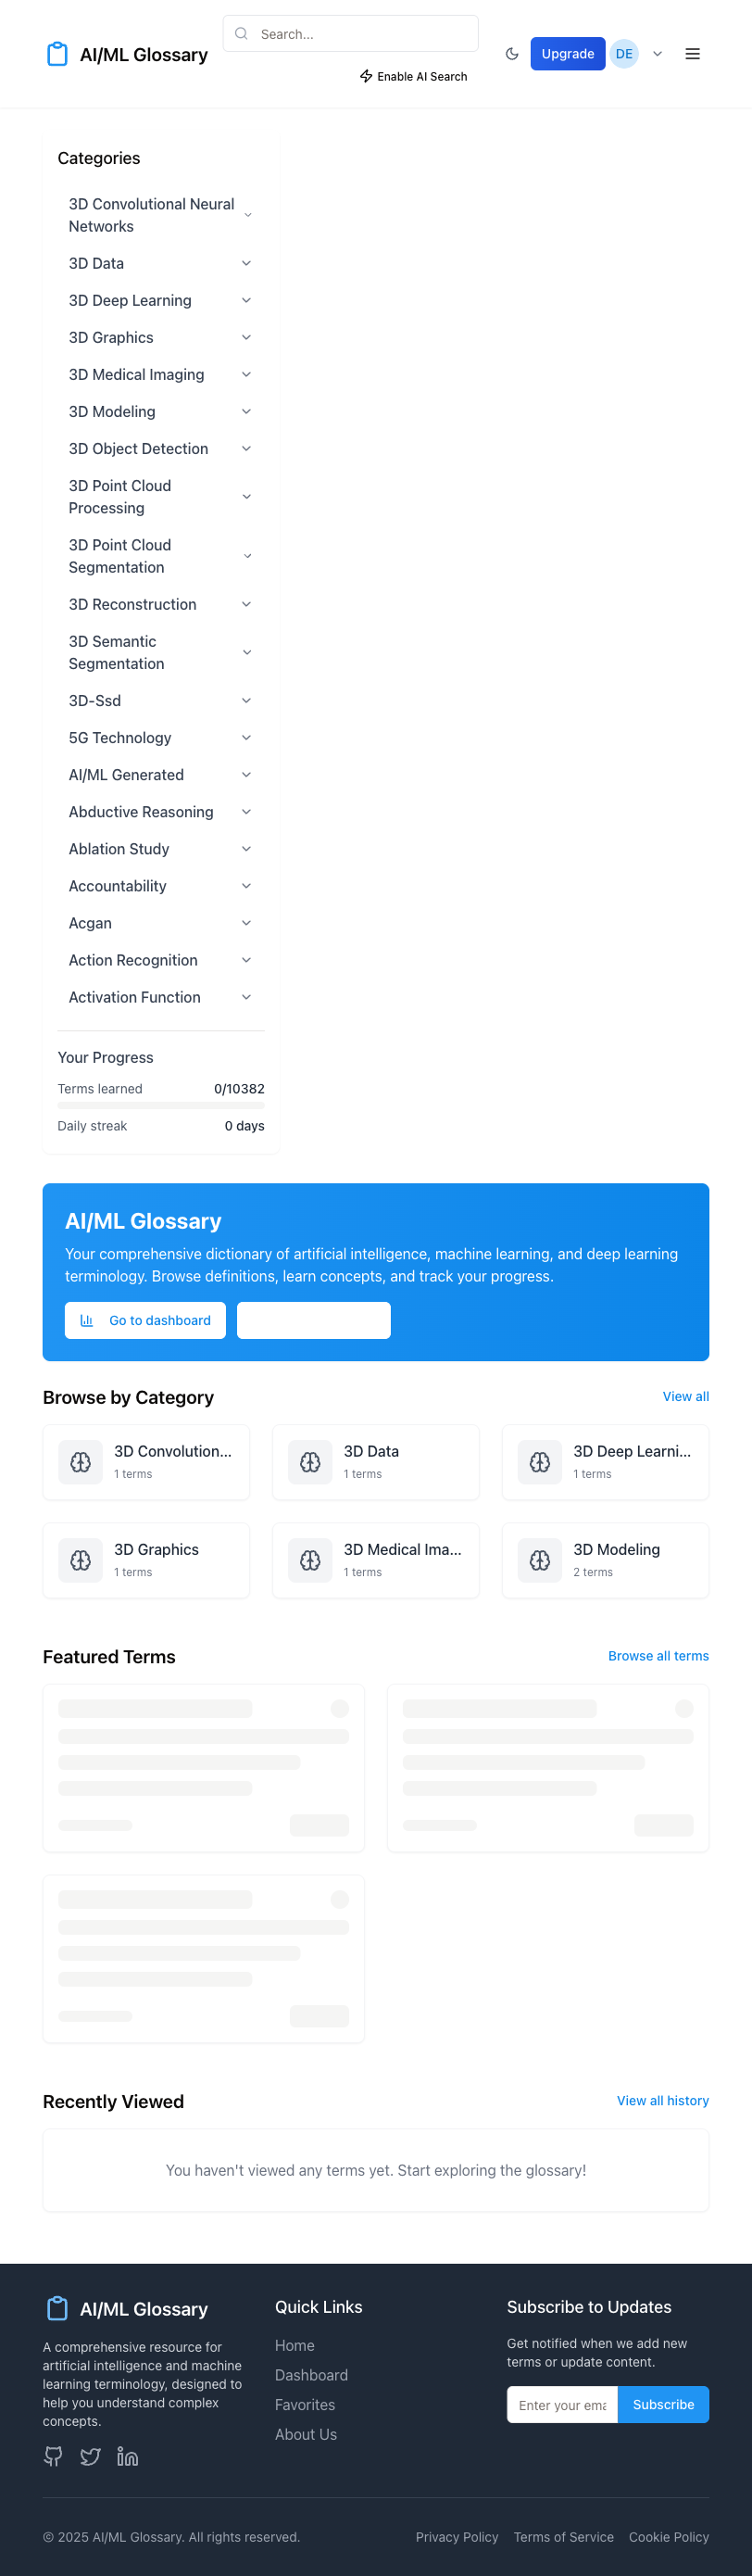 AI/ML Glossary
Search...
Enable AI Search
Upgrade
DE
Categories
3D Convolutional Neural
Networks
3D Data
3D Deep Learning
3D Graphics
3D Medical Imaging
3D Modeling
3D Object Detection
3D Point Cloud
Processing
3D Point Cloud
Segmentation
3D Reconstruction
3D Semantic
Segmentation
3D-Ssd
5G Technology
AI/ML Generated
Abductive Reasoning
Ablation Study
Accountability
Acgan
Action Recognition
Activation Function
Your Progress
Terms learned 0/10382
Daily streak 0 days
AI/ML Glossary
Your comprehensive dictionary of artificial intelligence, machine learning, and deep learning
terminology. Browse definitions, learn concepts, and track your progress.
Go to dashboard
Browse by Category
View all
3D Convolution...
1 terms
3D Data
1 terms
3D Deep Learni...
1 terms
3D Graphics
1 terms
3D Medical Ima...
1 terms
3D Modeling
2 terms
Featured Terms
Browse all terms
Recently Viewed
View all history
You haven't viewed any terms yet. Start exploring the glossary!
AI/ML Glossary
A comprehensive resource for
artificial intelligence and machine
learning terminology, designed to
help you understand complex
concepts.
Quick Links
Home
Dashboard
Favorites
About Us
Subscribe to Updates
Get notified when we add new
terms or update content.
Enter your ema
Subscribe
© 2025 AI/ML Glossary. All rights reserved.
Privacy Policy
Terms of Service
Cookie Policy